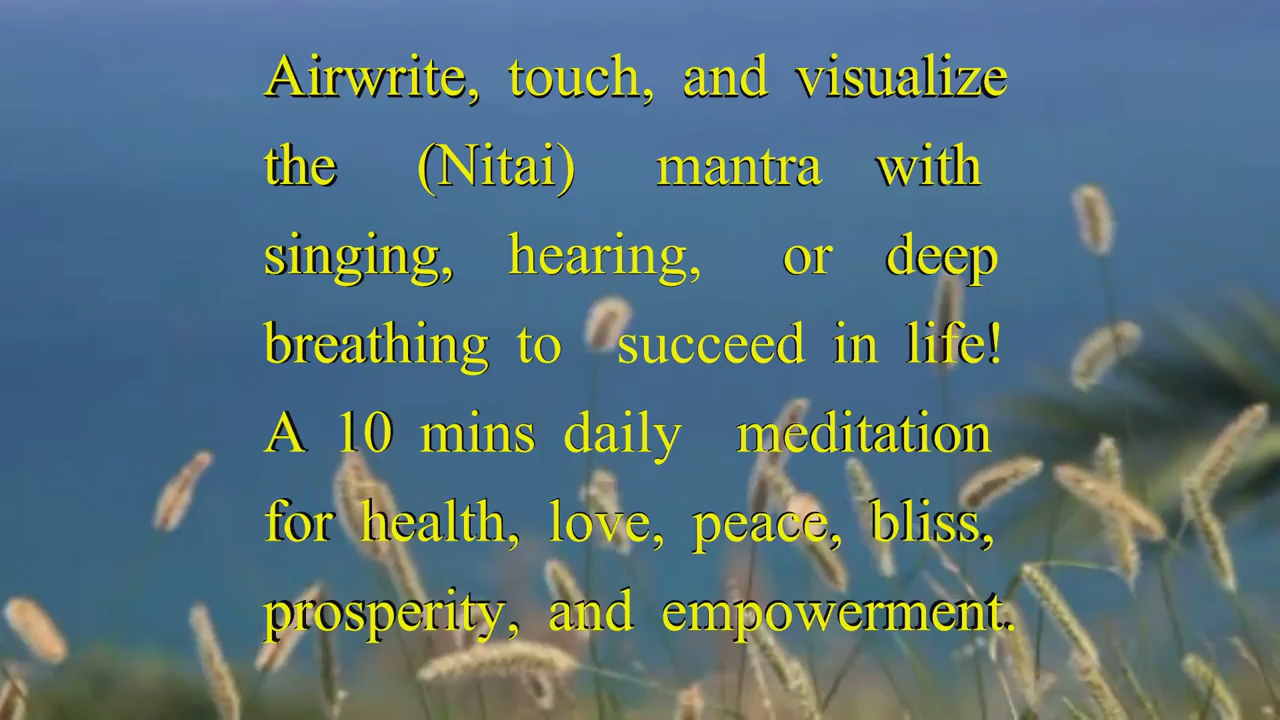 Airwrite, touch, and visualize
the (Nitai) mantra with
singing, hearing, or deep
breathing to succeed in life!
A 10 mins daily meditation
for health, love, peace, bliss,
prosperity, and empowerment.